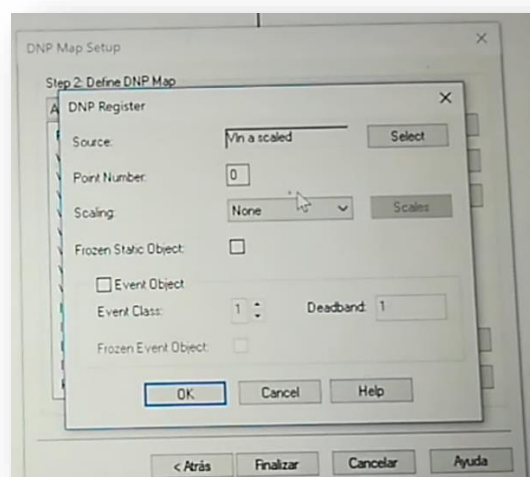 DNP Map Setup
Step 2: Define DNP Map
DNP Register
Source: Vln a scaled Select
Point Number: 0
Scaling: None Scales
Frozen Static Object:
Event Object
Event Class: 1 Deadband: 1
Frozen Event Object:
OK Cancel Help
< Atrás Finalizar Cancelar Ayuda